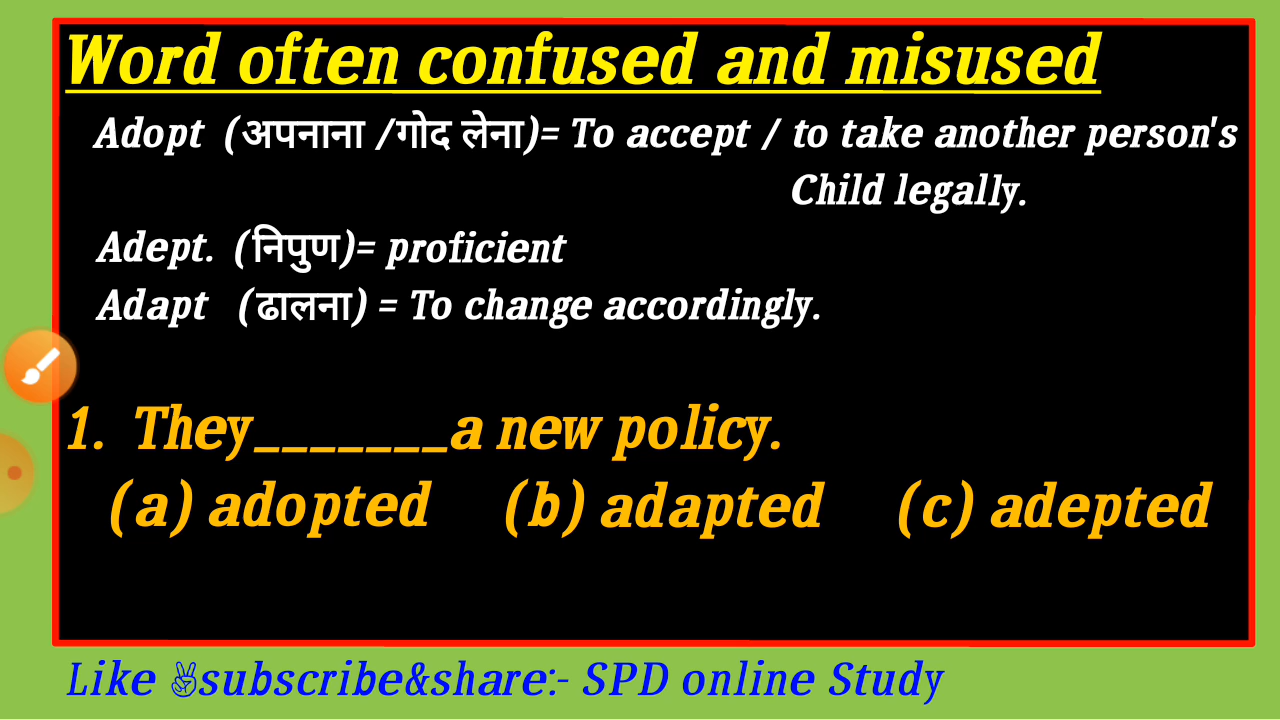 Word often confused and misused
Adopt (अपनाना /गोद लेना)= To accept / to take another person's
Child legally.
Adept. (निपुण)= proficient
Adapt (ढालना) = To change accordingly.
1. They_______a new policy.
(a) adopted (b) adapted (c) adepted
Like ✌subscribe&share:- SPD online Study